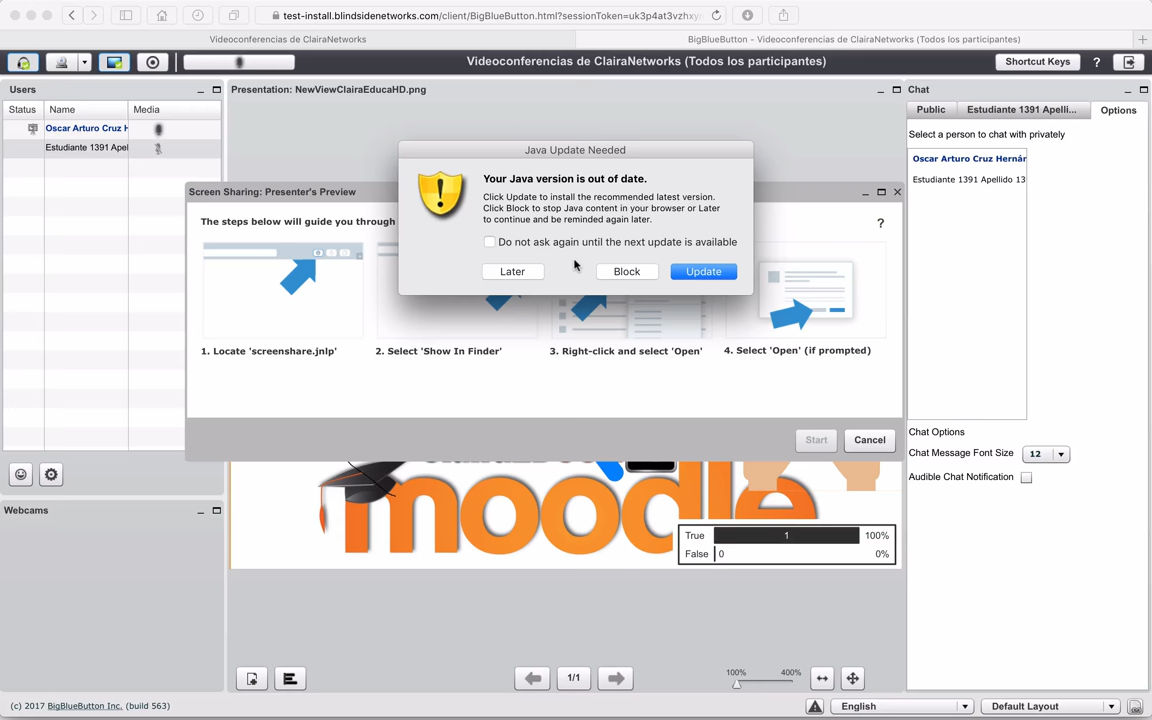 test-install.blindsidenetworks.com/client/BigBlueButton.html?sessionToken=uk3p4at3vzhxy
Videoconferencias de ClairaNetworks
BigBlueButton - Videoconferencias de ClairaNetworks (Todos los participantes)
Videoconferencias de ClairaNetworks (Todos los participantes)
Shortcut Keys
?
Users
Status Name Media
Oscar Arturo Cruz H
Estudiante 1391 Apel
Webcams
Presentation: NewViewClairaEducaHD.png
Screen Sharing: Presenter's Preview
The steps below will guide you through
?
1. Locate 'screenshare.jnlp'
2. Select 'Show In Finder'
3. Right-click and select 'Open'
4. Select 'Open' (if prompted)
Start
Cancel
Java Update Needed
Your Java version is out of date.
Click Update to install the recommended latest version.
Click Block to stop Java content in your browser or Later
to continue and be reminded again later.
Do not ask again until the next update is available
Later
Block
Update
moodle
True 1 100%
False 0 0%
1/1
100% 400%
Chat
Public
Estudiante 1391 Apelli...
Options
Select a person to chat with privately
Oscar Arturo Cruz Hernár
Estudiante 1391 Apellido 13
Chat Options
Chat Message Font Size 12
Audible Chat Notification
(c) 2017 BigBlueButton Inc. (build 563)
English
Default Layout